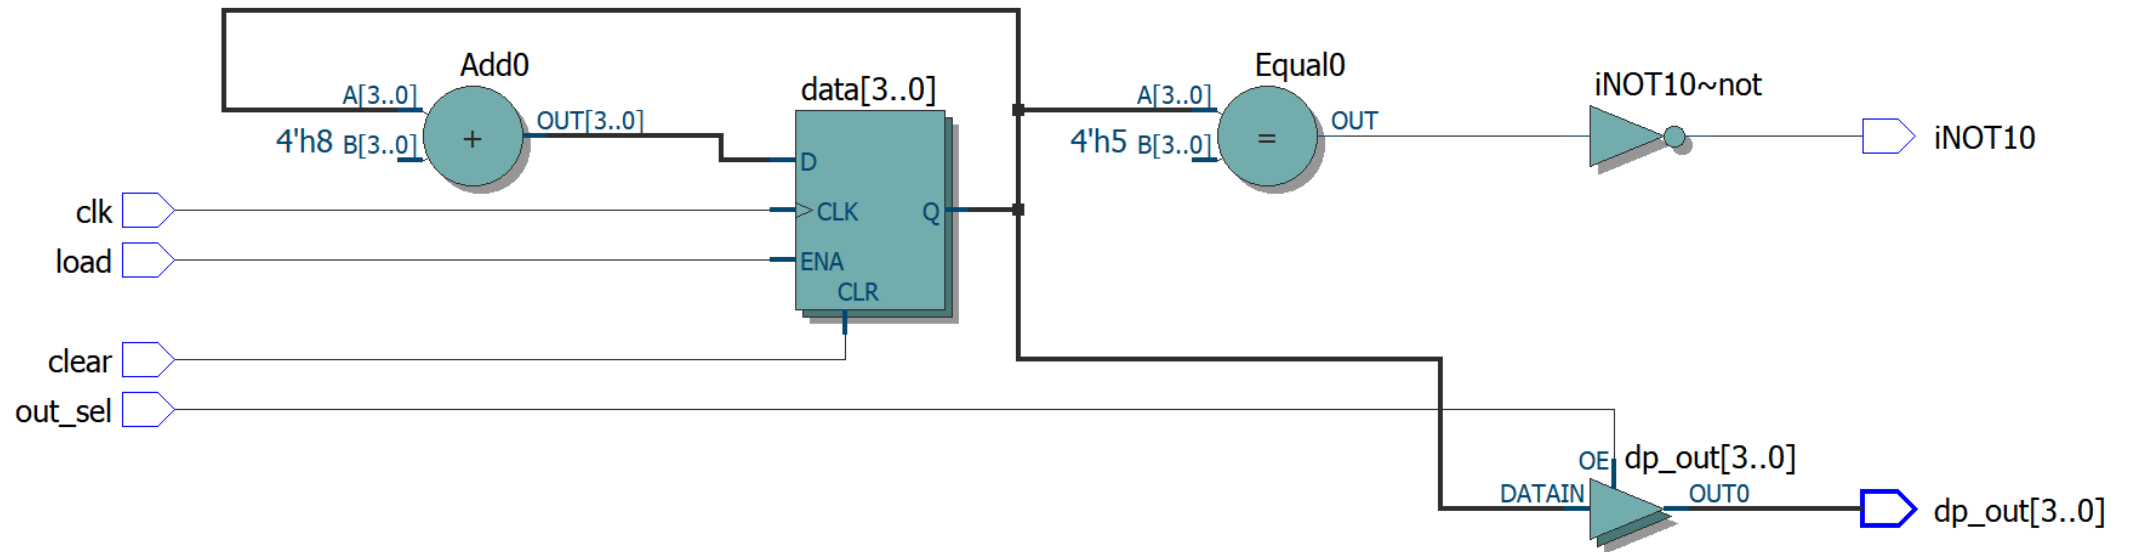 Add0
A[3..0]
4'h8 B[3..0]
+
OUT[3..0]
data[3..0]
D
CLK
Q
ENA
CLR
Equal0
A[3..0]
4'h5 B[3..0]
=
OUT
iNOT10~not
iNOT10
clk
load
clear
out_sel
OE
dp_out[3..0]
DATAIN
OUT0
dp_out[3..0]